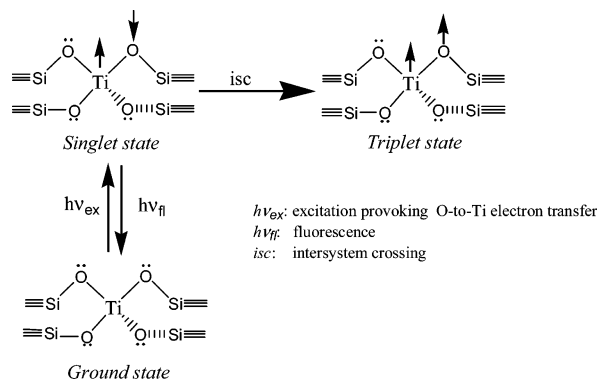 O O
≡Si Ti Si≡
≡Si—O O Si≡
Singlet state
isc
O O
≡Si Ti Si≡
≡Si—O O Si≡
Triplet state
hνex hνfl
hνex: excitation provoking O-to-Ti electron transfer
hνfl: fluorescence
isc: intersystem crossing
O O
≡Si Ti Si≡
≡Si—O O Si≡
Ground state